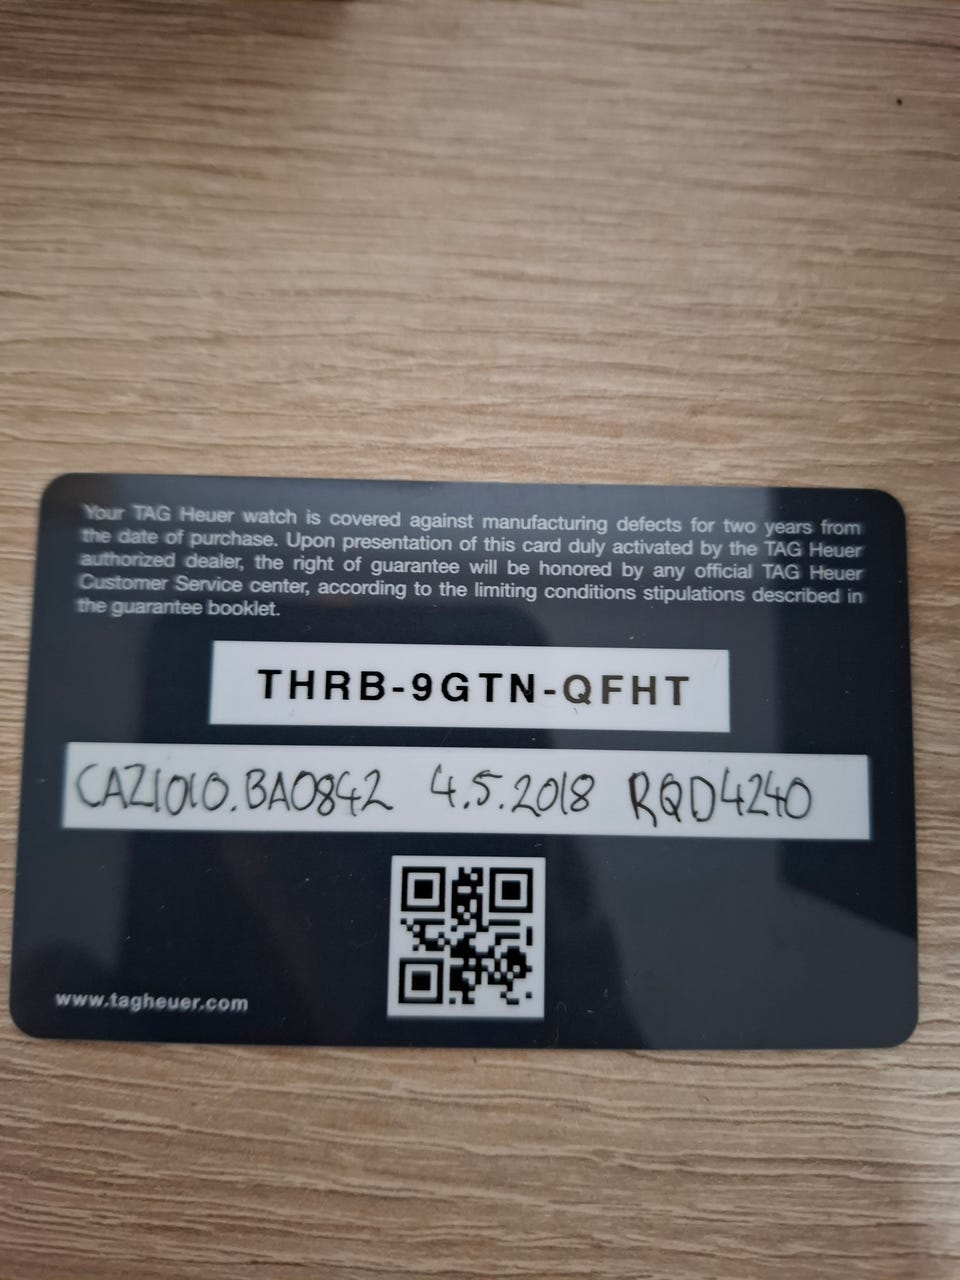 Your TAG Heuer watch is covered against manufacturing defects for two years from
the date of purchase. Upon presentation of this card duly activated by the TAG Heuer
authorized dealer, the right of guarantee will be honored by any official TAG Heuer
Customer Service center, according to the limiting conditions stipulations described in
the guarantee booklet.
THRB-9GTN-QFHT
CAZ1010.BA0842 4.5.2018 RQD4240
www.tagheuer.com